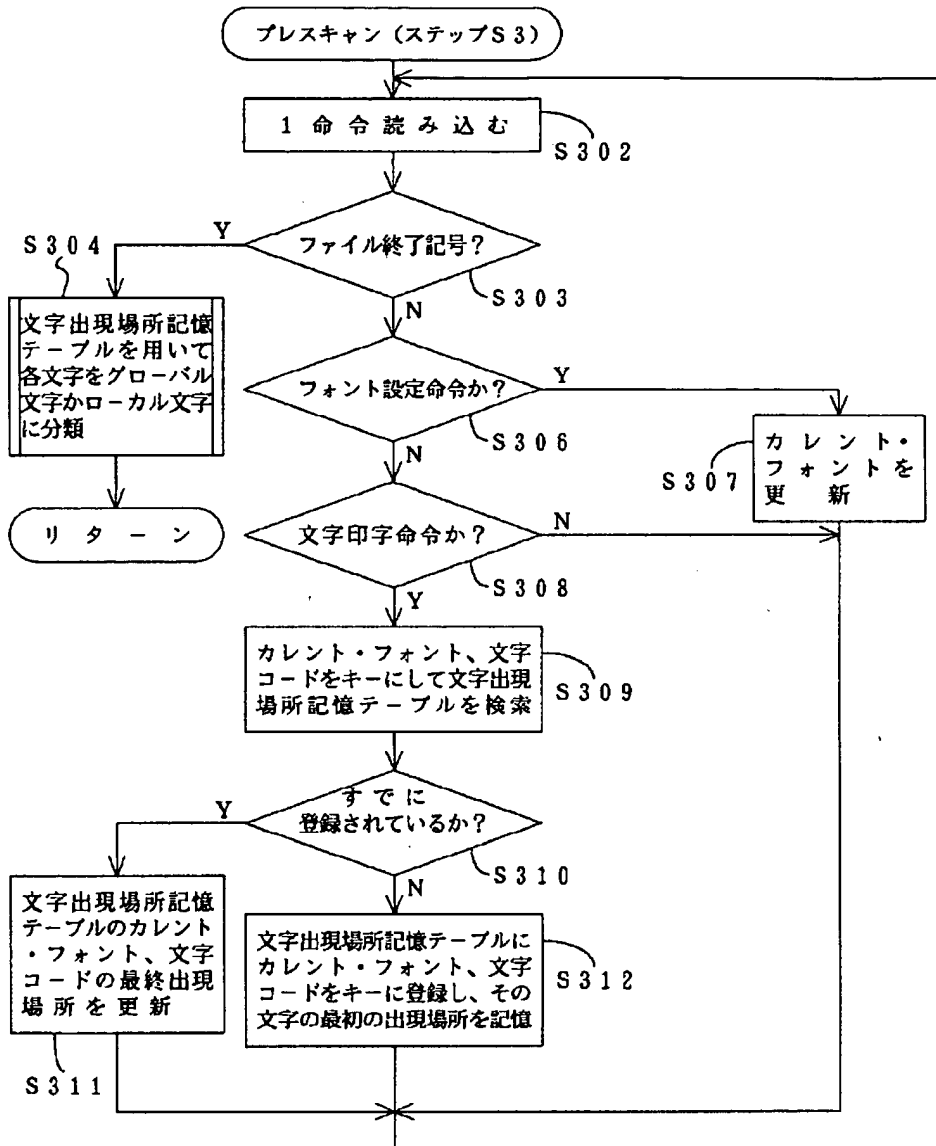 プレスキャン（ステップS3）
1命令読み込む
S302
ファイル終了記号？
Y
S304
S303
N
文字出現場所記憶
テーブルを用いて
各文字をグローバル
文字かローカル文字
に分類
フォント設定命令か？
Y
S306
N
カレント・
フォントを
更新
S307
リターン
文字印字命令か？
N
S308
Y
カレント・フォント、文字
コードをキーにして文字出現
場所記憶テーブルを検索
S309
すでに
登録されているか？
Y
S310
N
文字出現場所記憶
テーブルのカレント
・フォント、文字
コードの最終出現
場所を更新
S311
文字出現場所記憶テーブルに
カレント・フォント、文字
コードをキーに登録し、その
文字の最初の出現場所を記憶
S312